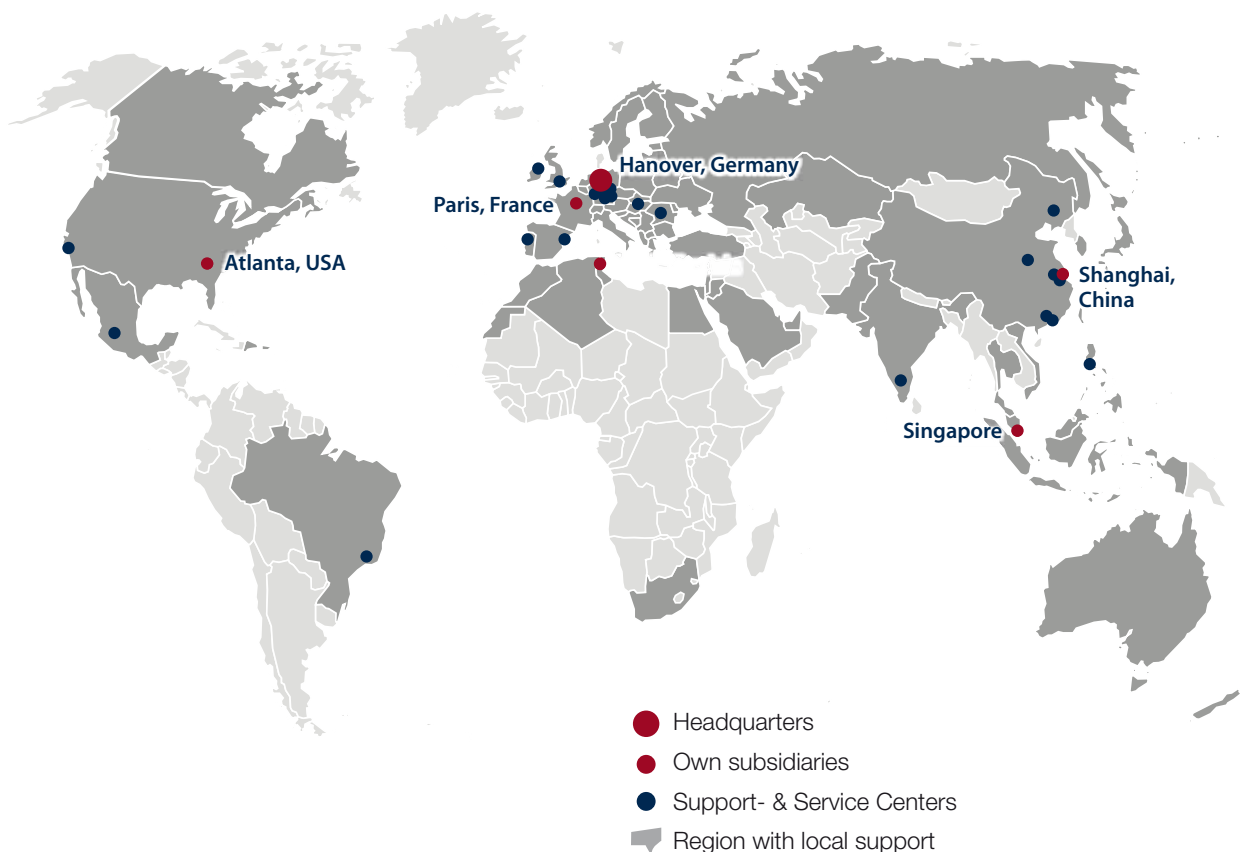 Hanover, Germany
Paris, France
Atlanta, USA
Shanghai,
China
Singapore
Headquarters
Own subsidiaries
Support- & Service Centers
Region with local support